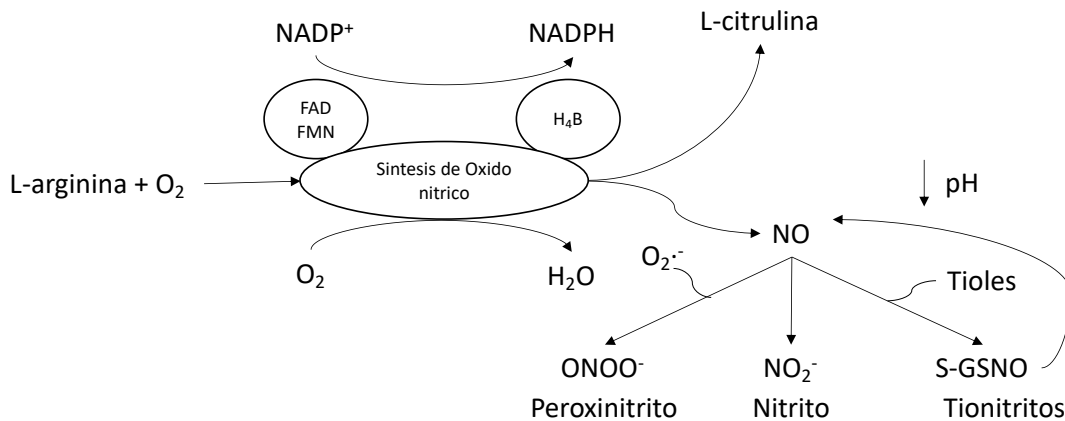 NADP⁺
NADPH
L-citrulina
FAD
FMN
H₄B
Sintesis de Oxido
nitrico
L-arginina + O₂
↓ pH
O₂
H₂O
NO
O₂·⁻
Tioles
ONOO⁻
NO₂⁻
S-GSNO
Peroxinitrito
Nitrito
Tionitritos